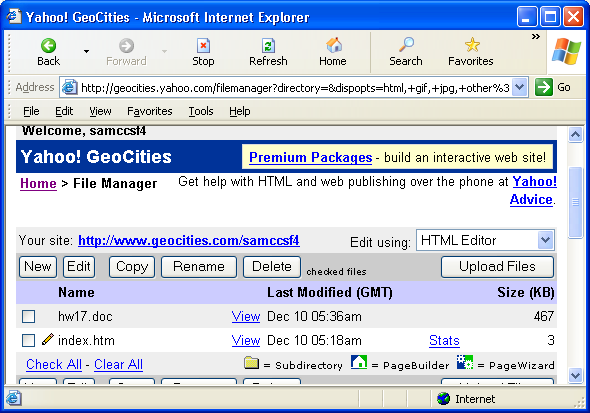 Yahoo! GeoCities - Microsoft Internet Explorer
Back Forward Stop Refresh Home Search Favorites »
Address http://geocities.yahoo.com/filemanager?directory=&dispopts=html,+gif,+jpg,+other%3 Go
File Edit View Favorites Tools Help
Welcome, samccsf4
Yahoo! GeoCities Premium Packages - build an interactive web site!
Home > File Manager Get help with HTML and web publishing over the phone at Yahoo!
Advice.
Your site: http://www.geocities.com/samccsf4 Edit using: HTML Editor
New Edit Copy Rename Delete checked files Upload Files
Name Last Modified (GMT) Size (KB)
hw17.doc View Dec 10 05:36am 467
index.htm View Dec 10 05:18am Stats 3
Check All - Clear All = Subdirectory = PageBuilder = PageWizard
Internet